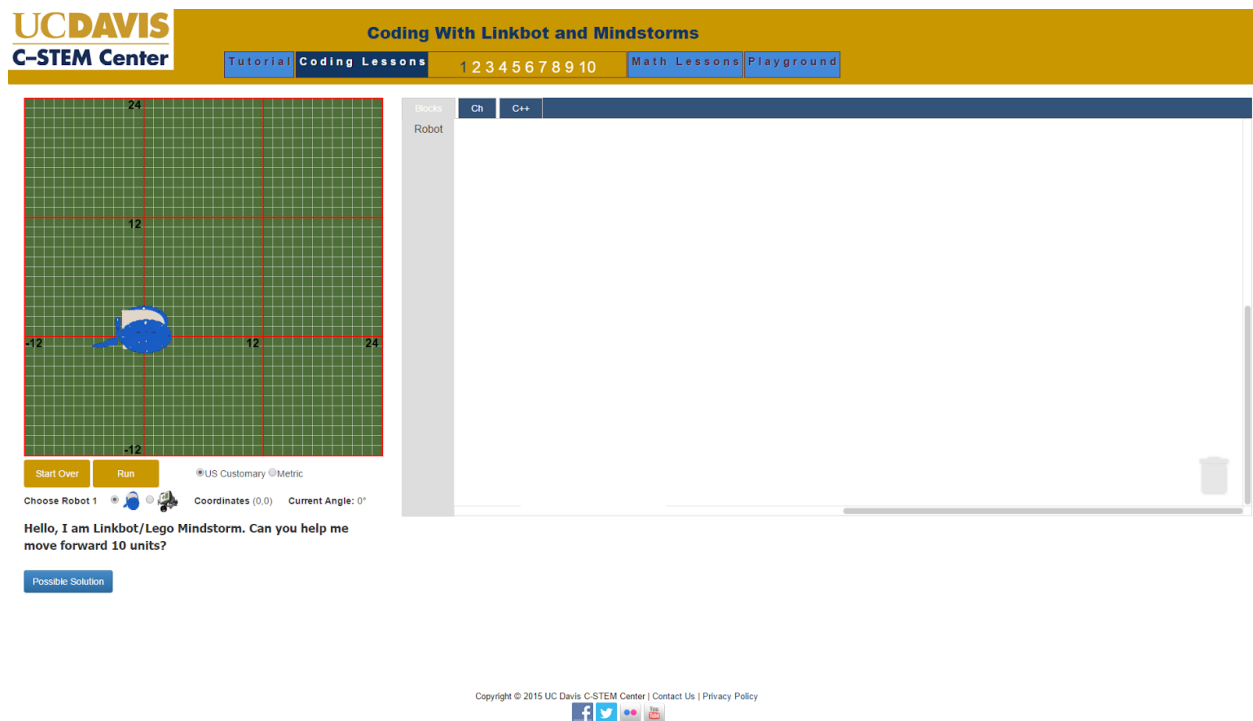 UCDAVIS
C-STEM Center
Coding With Linkbot and Mindstorms
Tutorial Coding Lessons 1 2 3 4 5 6 7 8 9 10 Math Lessons Playground
24
12
-12 12 24
-12
Blocks Ch C++
Robot
Start Over Run US Customary Metric
Choose Robot 1 Coordinates (0,0) Current Angle: 0°
Hello, I am Linkbot/Lego Mindstorm. Can you help me
move forward 10 units?
Possible Solution
Copyright © 2015 UC Davis C-STEM Center | Contact Us | Privacy Policy
f You Tube